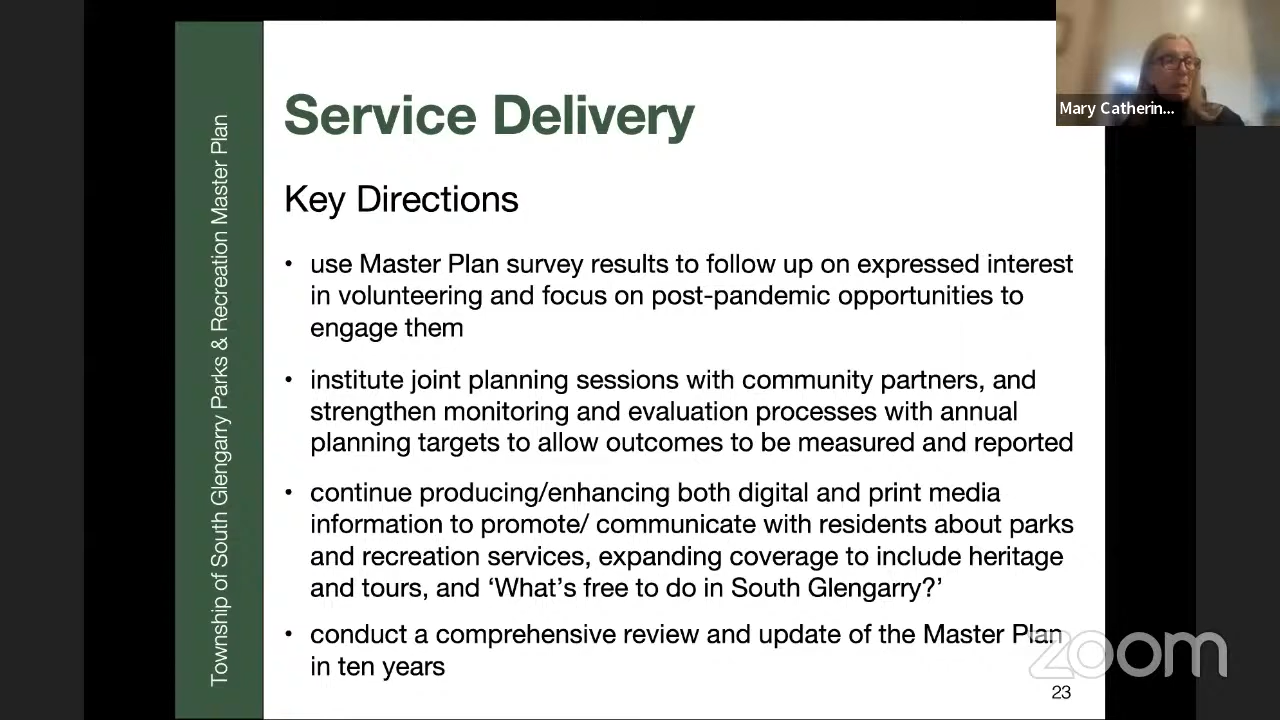 Service Delivery
Key Directions
• use Master Plan survey results to follow up on expressed interest
in volunteering and focus on post-pandemic opportunities to
engage them
• institute joint planning sessions with community partners, and
strengthen monitoring and evaluation processes with annual
planning targets to allow outcomes to be measured and reported
• continue producing/enhancing both digital and print media
information to promote/ communicate with residents about parks
and recreation services, expanding coverage to include heritage
and tours, and ‘What’s free to do in South Glengarry?’
• conduct a comprehensive review and update of the Master Plan
in ten years
23
Township of South Glengarry Parks & Recreation Master Plan
Mary Catherin...
zoom